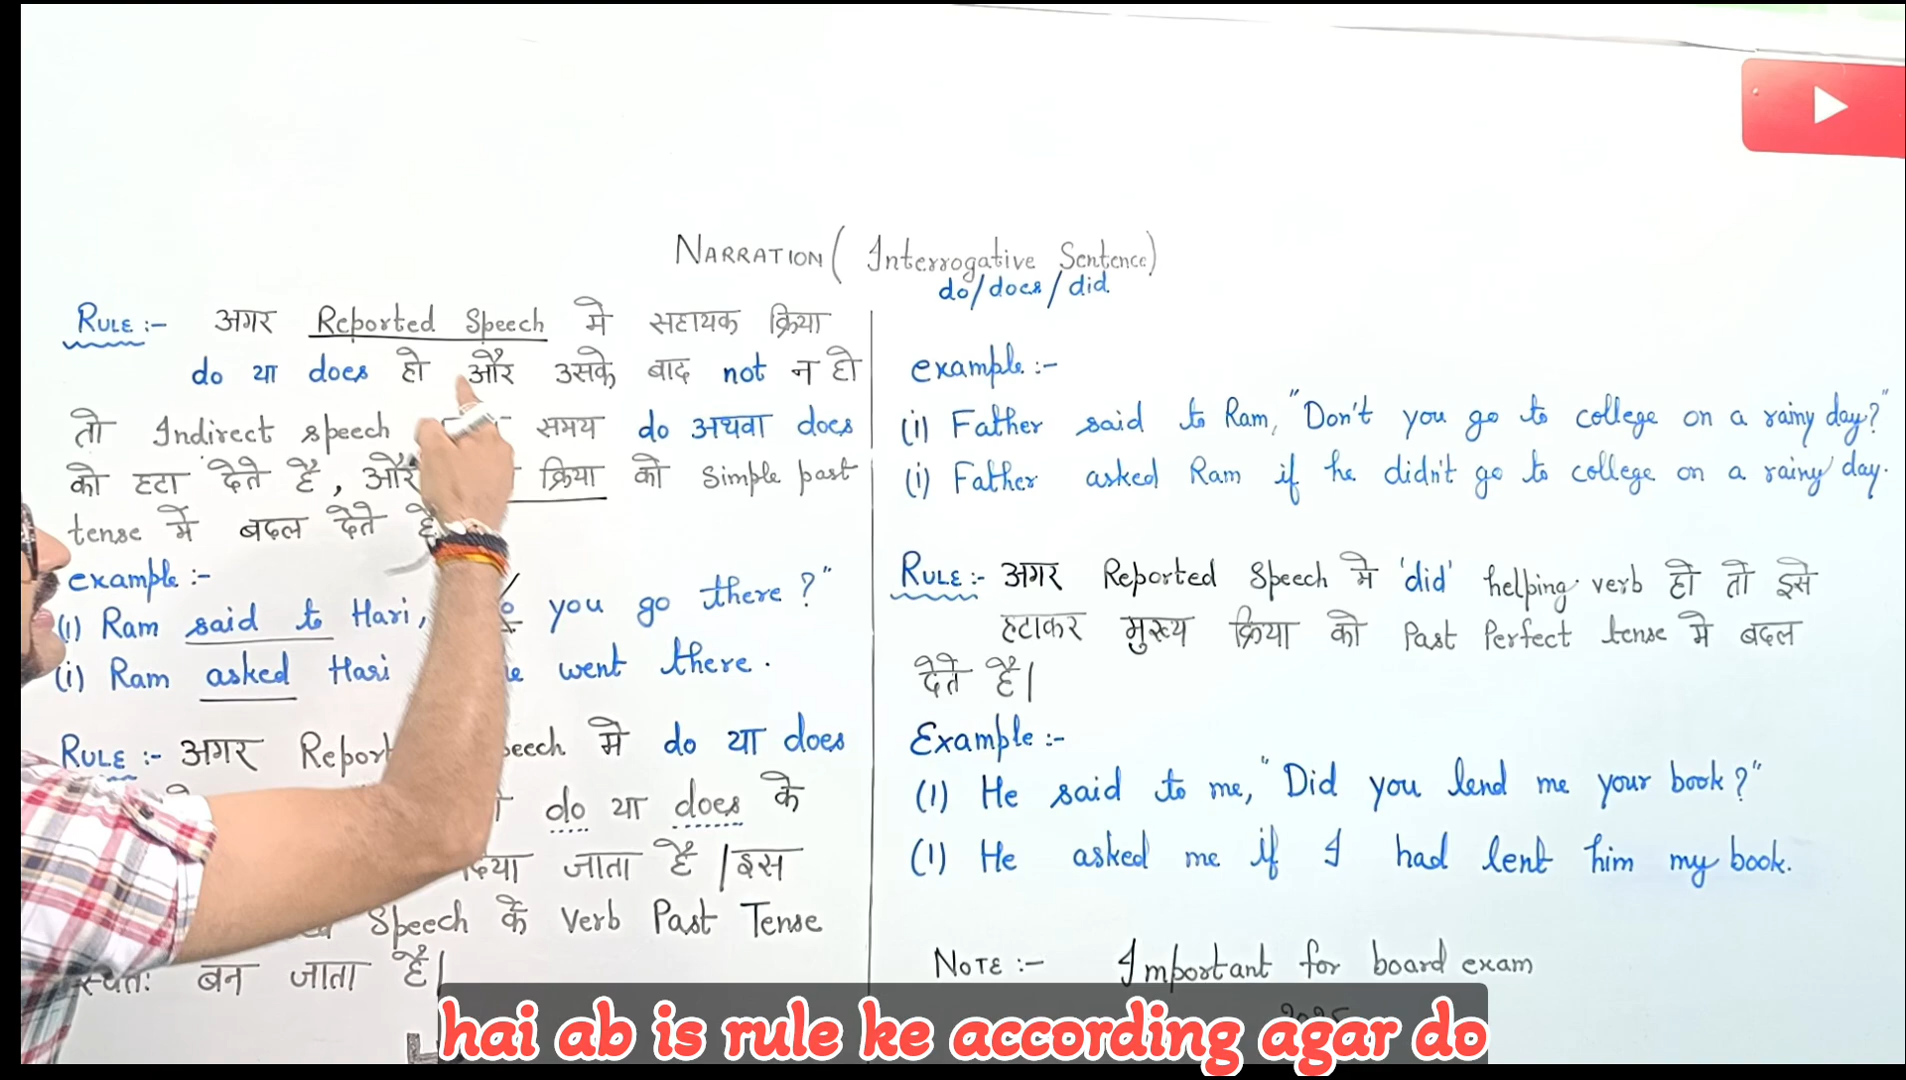 NARRATION ( Interrogative Sentence)
do/does/did
RULE :- अगर Reported Speech मे सहायक क्रिया
do या does हो और उसके बाद not न हो
तो Indirect speech समय do अथवा does
को हटा देते है, और क्रिया को simple past
tense में बदल देते है
example :-
(i) Ram said to Hari, you go there ?"
(i) Ram asked Hari went there.
RULE :- अगर Report speech मे do या does
do या does के
दिया जाता है | इस
Speech के Verb Past Tense
स्वतः बन जाता है|
example :-
(i) Father said to Ram, "Don't you go to college on a rainy day?"
(i) Father asked Ram if he didn't go to college on a rainy day.
RULE :- अगर Reported Speech मे 'did' helping verb हो तो इसे
हटाकर मुख्य क्रिया को Past Perfect tense मे बदल
देते है|
Example :-
(1) He said to me, "Did you lend me your book?"
(1) He asked me if I had lent him my book.
NOTE :- Important for board exam
hai ab is rule ke according agar do